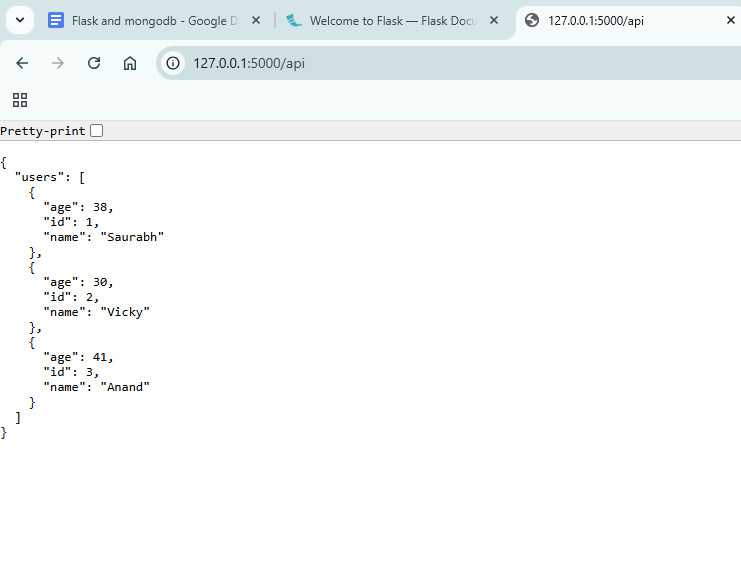 Flask and mongodb - Google D
Welcome to Flask — Flask Docu
127.0.0.1:5000/api
127.0.0.1:5000/api
Pretty-print
{
  "users": [
    {
      "age": 38,
      "id": 1,
      "name": "Saurabh"
    },
    {
      "age": 30,
      "id": 2,
      "name": "Vicky"
    },
    {
      "age": 41,
      "id": 3,
      "name": "Anand"
    }
  ]
}